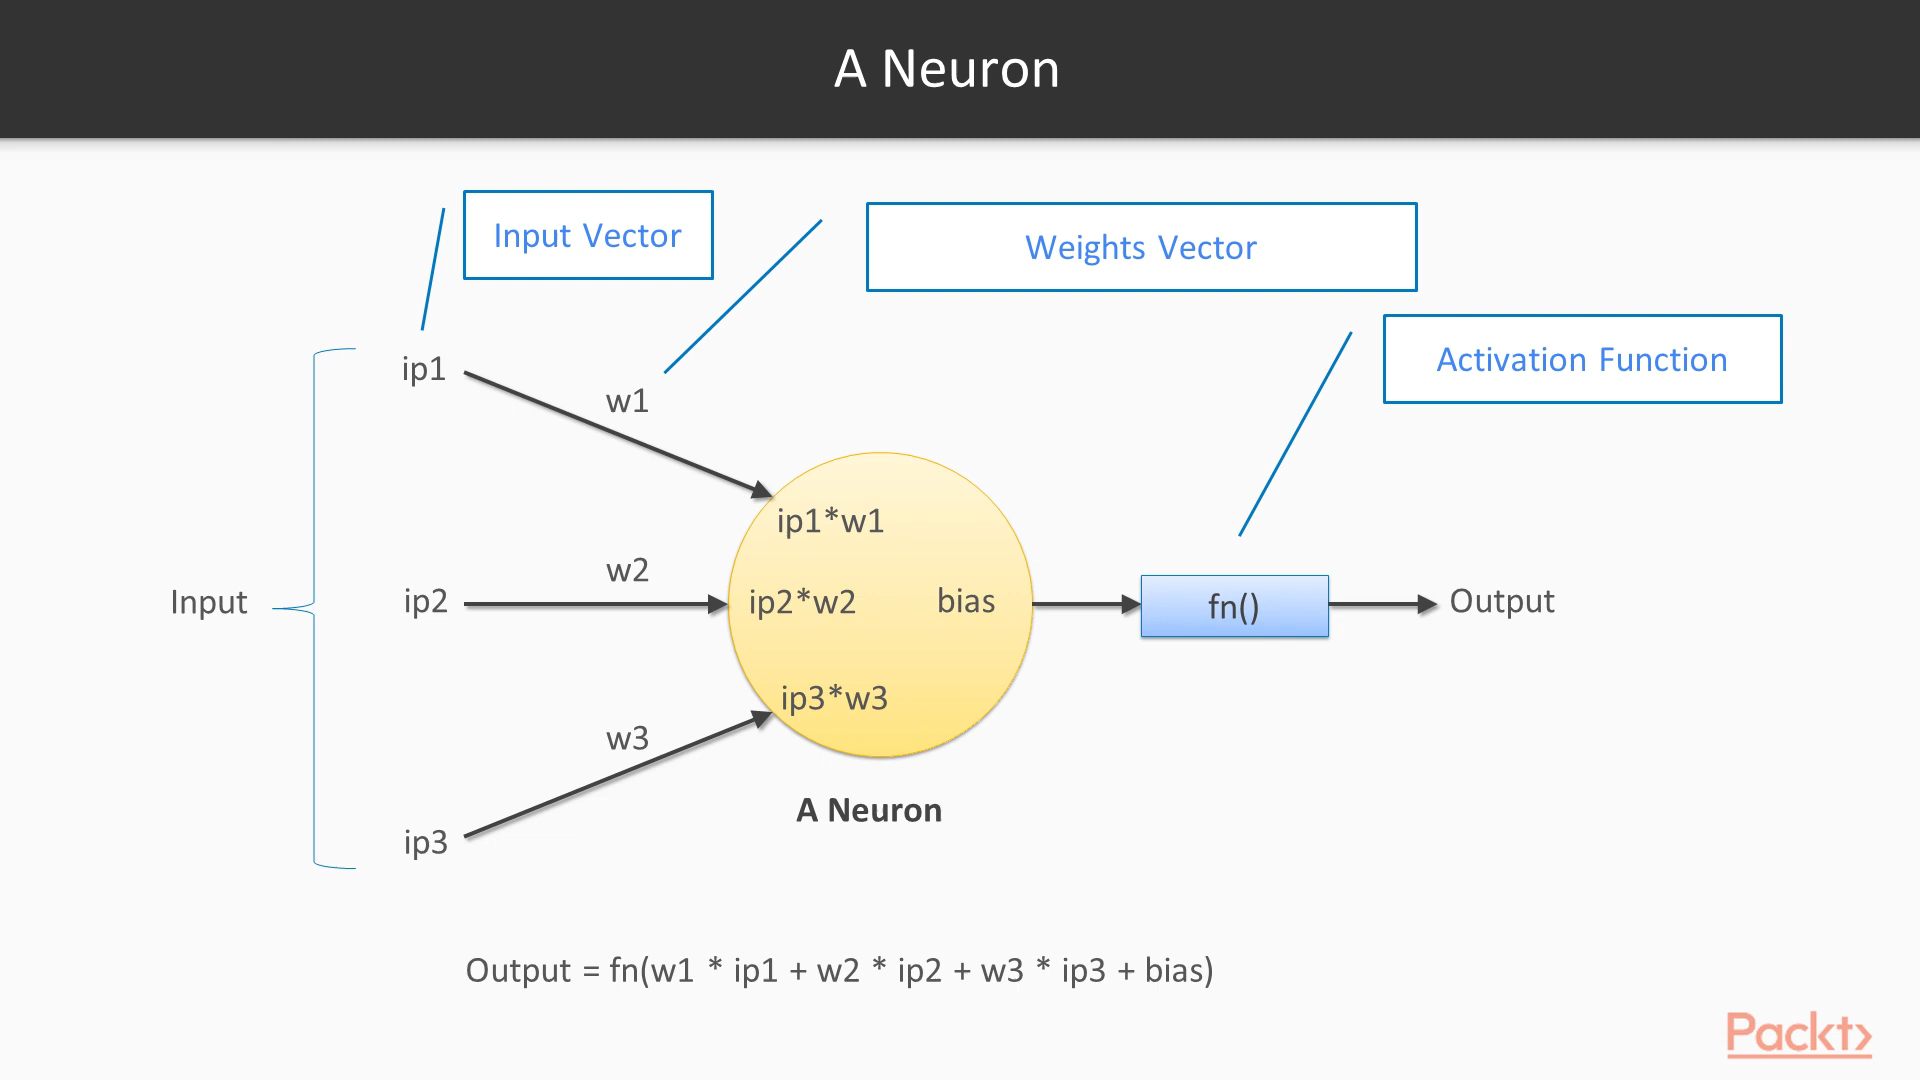 A Neuron
Input Vector
Weights Vector
Activation Function
ip1
w1
ip1*w1
w2
Input
ip2
ip2*w2
bias
fn()
Output
ip3*w3
w3
ip3
A Neuron
Output = fn(w1 * ip1 + w2 * ip2 + w3 * ip3 + bias)
Packt>